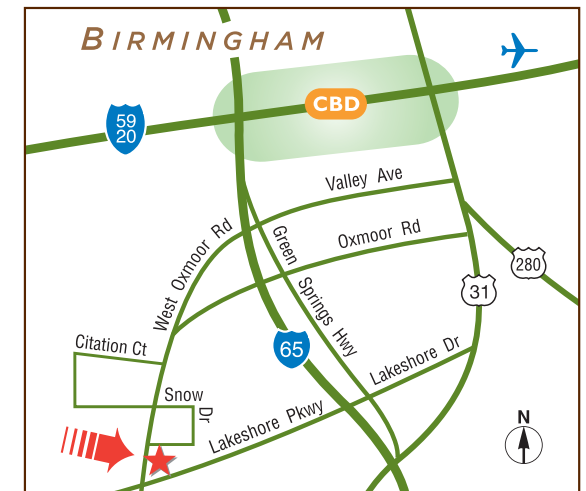 BIRMINGHAM
CBD
59
20
Valley Ave
West Oxmoor Rd
Green Springs Hwy
Oxmoor Rd
280
31
65
Citation Ct
Lakeshore Dr
Snow Dr
Lakeshore Pkwy
N